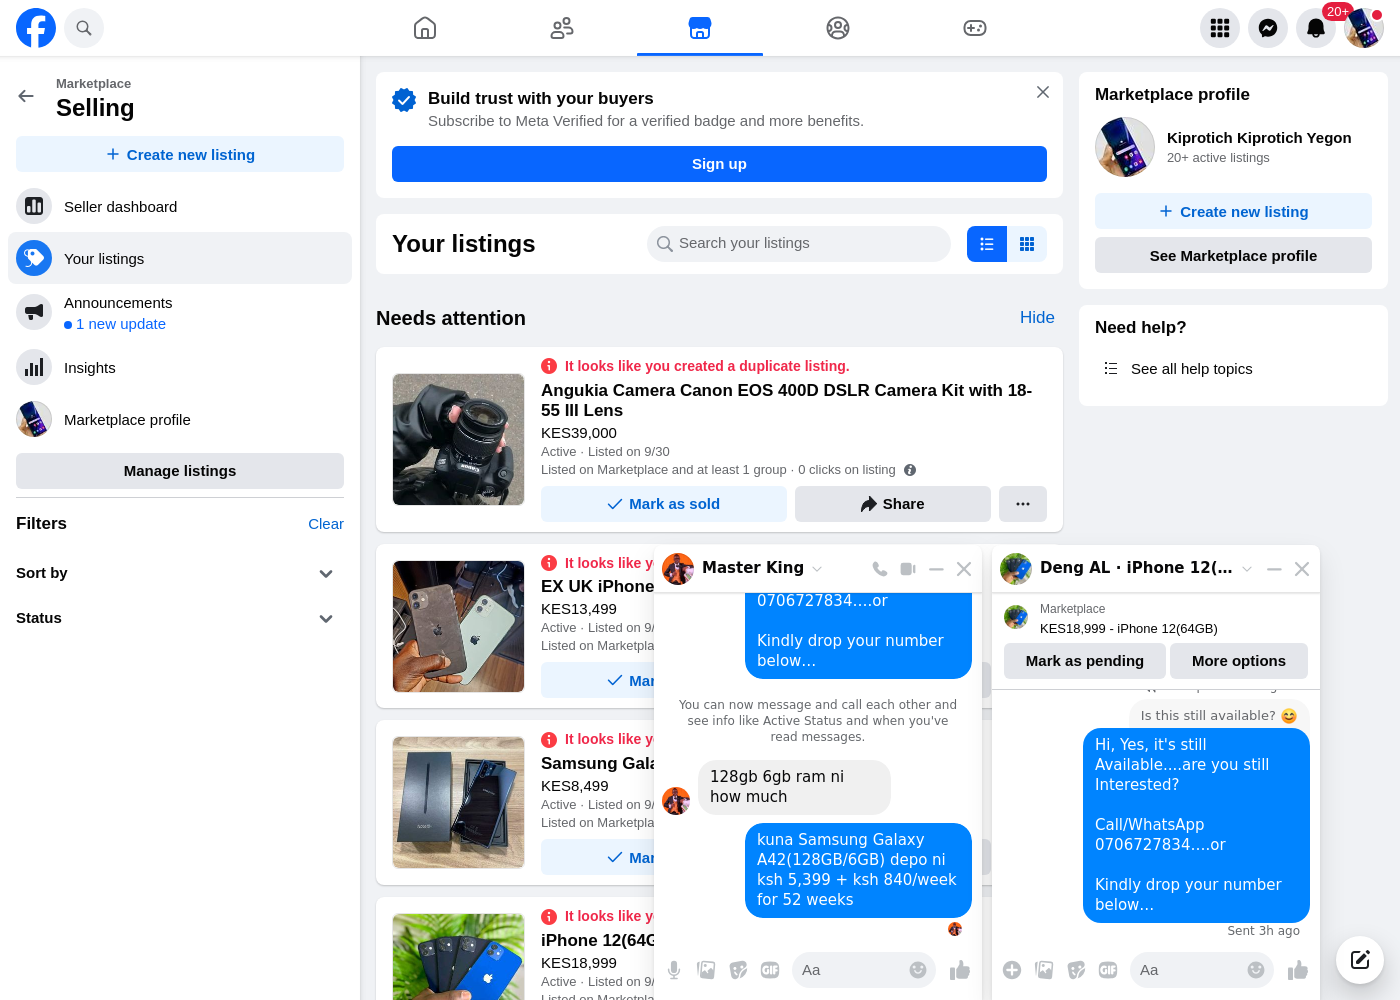 20+
Marketplace
Selling
Create new listing
Seller dashboard
Your listings
Announcements
1 new update
Insights
Marketplace profile
Manage listings
Filters
Clear
Sort by
Status
Build trust with your buyers
Subscribe to Meta Verified for a verified badge and more benefits.
Sign up
Your listings
Search your listings
Needs attention
Hide
It looks like you created a duplicate listing.
Angukia Camera Canon EOS 400D DSLR Camera Kit with 18-
55 III Lens
KES39,000
Active · Listed on 9/30
Listed on Marketplace and at least 1 group · 0 clicks on listing
Mark as sold
Share
It looks like
EX UK iPhone
KES13,499
Active · Listed on 9/
Listed on
It looks like
Samsung
KES8,499
Active · Listed on 9/
Listed on
It looks like
iPhone
KES18,999
Active · Listed on 9/
Listed on
Marketplace profile
Kiprotich Kiprotich Yegon
20+ active listings
Create new listing
See Marketplace profile
Need help?
See all help topics
Master King
0706727834....or
Kindly drop your number
below...
You can now message and call each other and
see info like Active Status and when you've
read messages.
128gb 6gb ram ni
how much
kuna Samsung Galaxy
A42(128GB/6GB) depo ni
ksh 5,399 + ksh 840/week
for 52 weeks
GIF
Aa
Deng AL · iPhone 12(...
Marketplace
KES18,999 - iPhone 12(64GB)
Mark as pending
More options
Is this still available? 😊
Hi, Yes, it's still
Available....are you still
Interested?
Call/WhatsApp
0706727834....or
Kindly drop your number
below...
Sent 3h ago
GIF
Aa